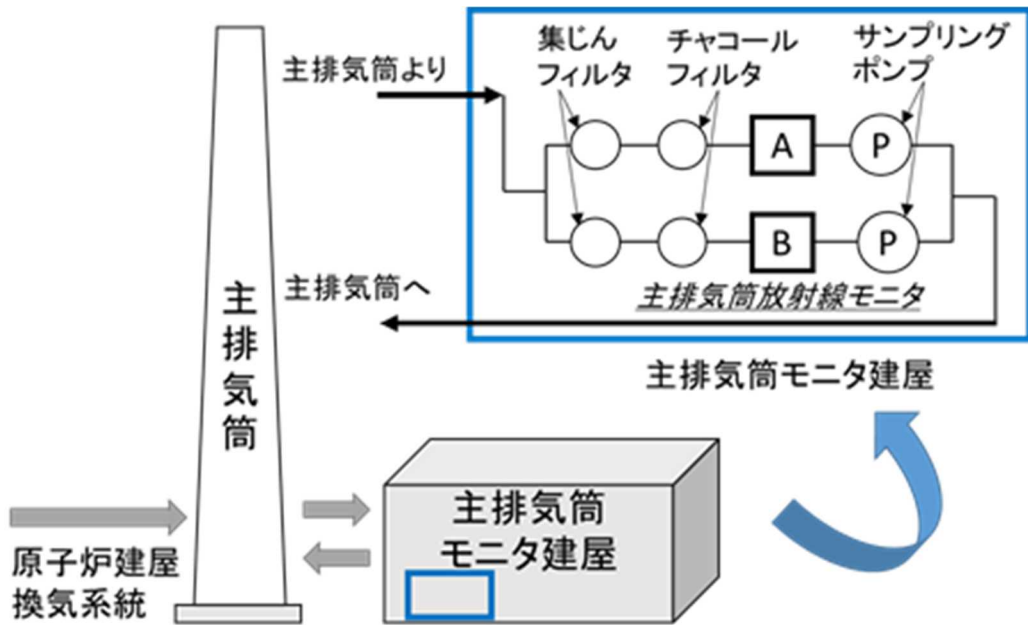 主排気筒より
集じん
フィルタ
チャコール
フィルタ
サンプリング
ポンプ
A
P
B
P
主排気筒放射線モニタ
主排気筒へ
主排気筒モニタ建屋
主排気筒
主排気筒
モニタ建屋
原子炉建屋
換気系統